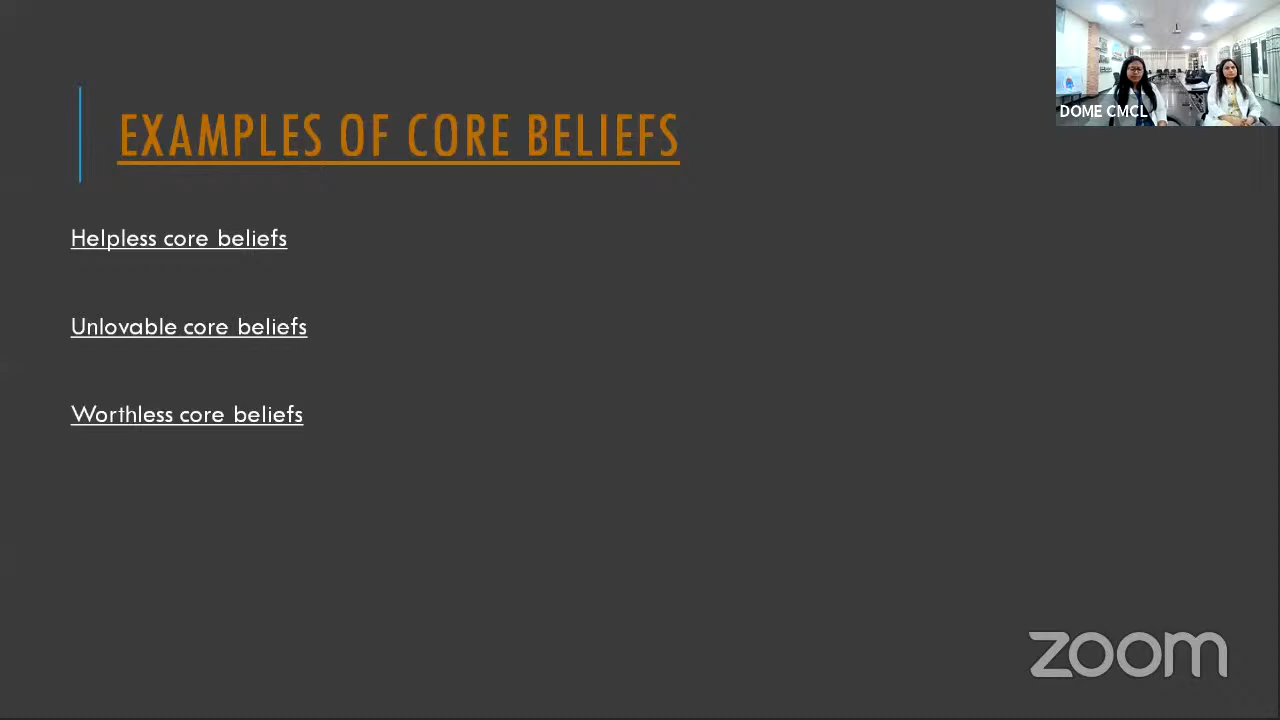 EXAMPLES OF CORE BELIEFS
DOME CMCL
Helpless core beliefs
Unlovable core beliefs
Worthless core beliefs
zoom